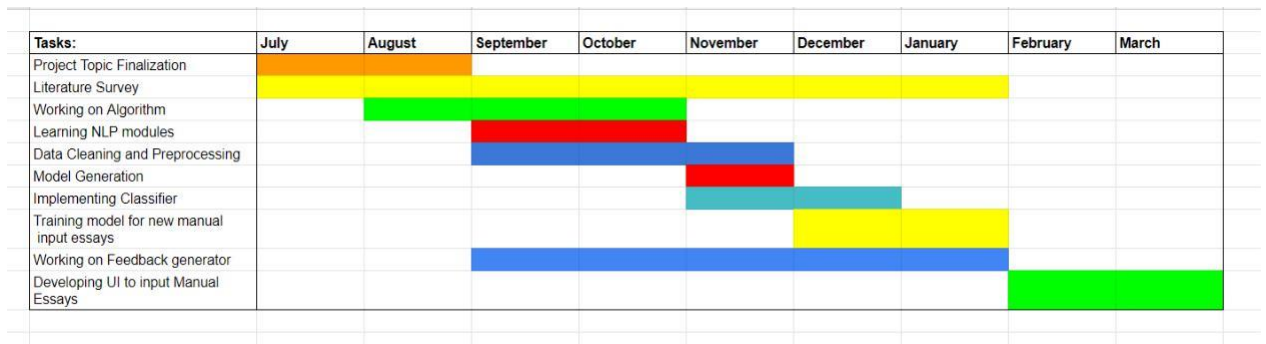 Tasks: July August September October November December January February March
Project Topic Finalization
Literature Survey
Working on Algorithm
Learning NLP modules
Data Cleaning and Preprocessing
Model Generation
Implementing Classifier
Training model for new manual
input essays
Working on Feedback generator
Developing UI to input Manual
Essays